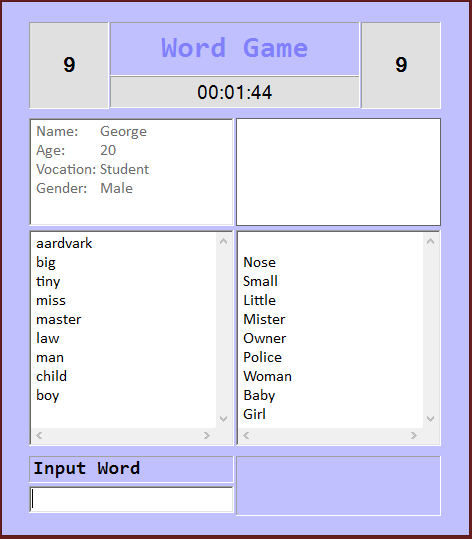 9
Word Game
9
00:01:44
Name: George
Age: 20
Vocation: Student
Gender: Male
aardvark
big
tiny
miss
master
law
man
child
boy
Nose
Small
Little
Mister
Owner
Police
Woman
Baby
Girl
Input Word